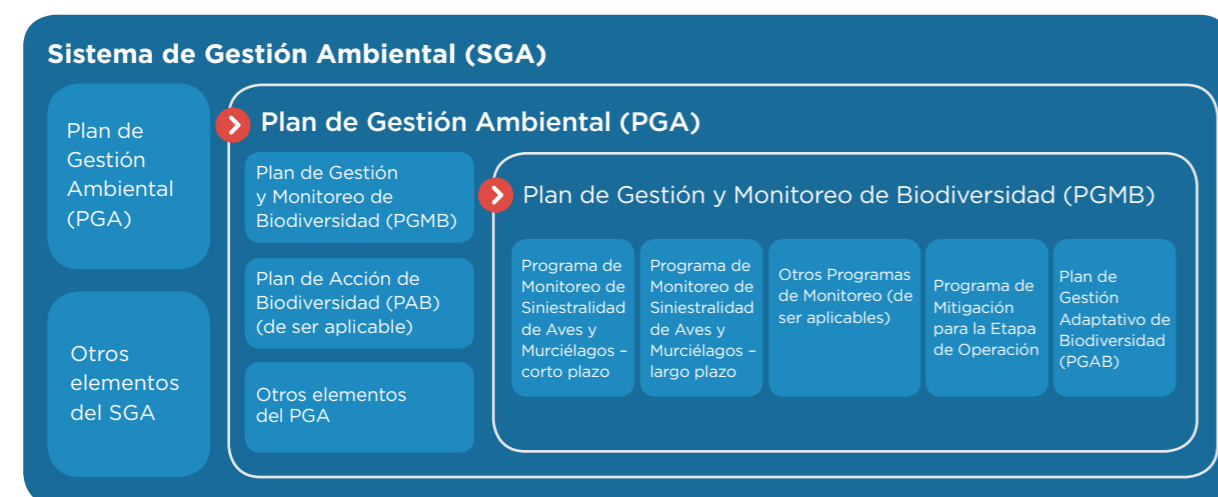 Sistema de Gestión Ambiental (SGA)
Plan de
Gestión
Ambiental
(PGA)
Otros
elementos
del SGA
Plan de Gestión Ambiental (PGA)
Plan de Gestión
y Monitoreo de
Biodiversidad (PGMB)
Plan de Acción de
Biodiversidad (PAB)
(de ser aplicable)
Otros elementos
del PGA
Plan de Gestión y Monitoreo de Biodiversidad (PGMB)
Programa de
Monitoreo de
Siniestralidad
de Aves y
Murciélagos –
corto plazo
Programa de
Monitoreo de
Siniestralidad
de Aves y
Murciélagos –
largo plazo
Otros Programas
de Monitoreo (de
ser aplicables)
Programa de
Mitigación
para la Etapa
de Operación
Plan de
Gestión
Adaptativo de
Biodiversidad
(PGAB)